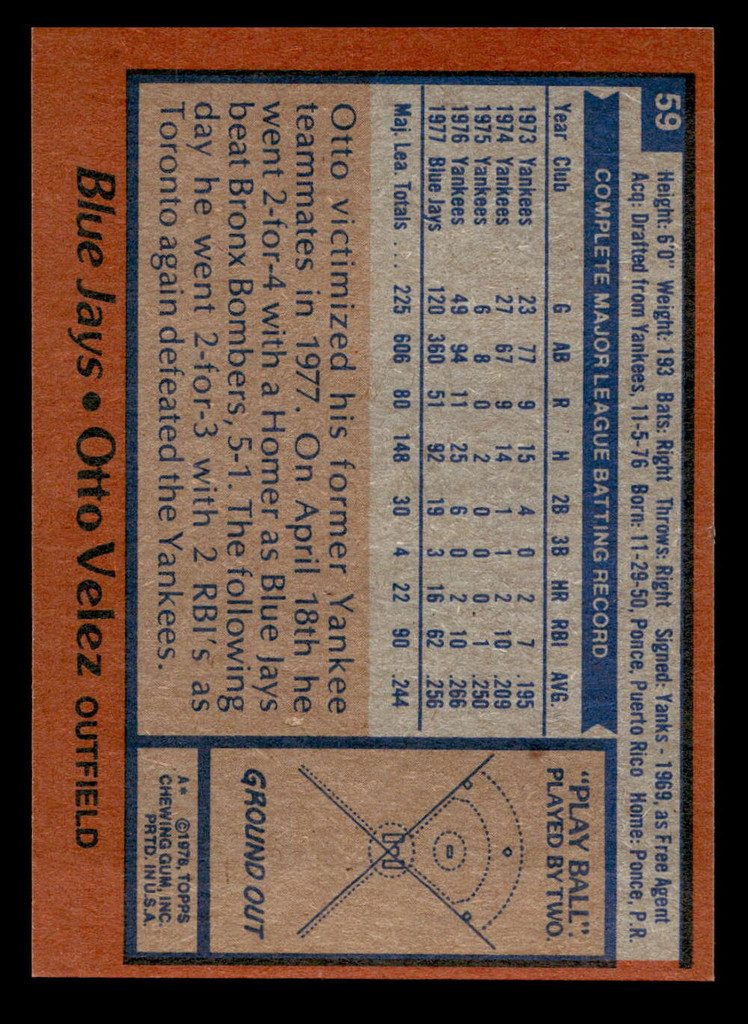 59
Height: 6'0" Weight: 193 Bats: Right Throws: Right Signed: Yanks - 1969, as Free Agent
Acq: Drafted from Yankees, 11-5-76 Born: 11-29-50, Ponce, Puerto Rico Home: Ponce, P.R.
COMPLETE MAJOR LEAGUE BATTING RECORD
Year Club G AB R H 2B 3B HR RBI AVG.
1973 Yankees 23 77 9 15 4 0 2 7 .195
1974 Yankees 27 67 9 14 1 1 2 10 .209
1975 Yankees 6 8 0 2 0 0 0 1 .250
1976 Yankees 49 94 11 25 6 0 2 10 .266
1977 Blue Jays 120 360 51 92 19 3 16 62 .256
Maj. Lea. Totals . . . 225 606 80 148 30 4 22 90 .244
Otto victimized his former Yankee
teammates in 1977. On April 18th he
went 2-for-4 with a Homer as Blue Jays
beat Bronx Bombers, 5-1. The following
day he went 2-for-3 with 2 RBI's as
Toronto again defeated the Yankees.
"PLAY BALL":
PLAYED BY TWO.
GROUND OUT
A* ©1978, TOPPS
CHEWING GUM, INC.
PRTD. IN U.S.A.
Blue Jays • Otto Velez OUTFIELD